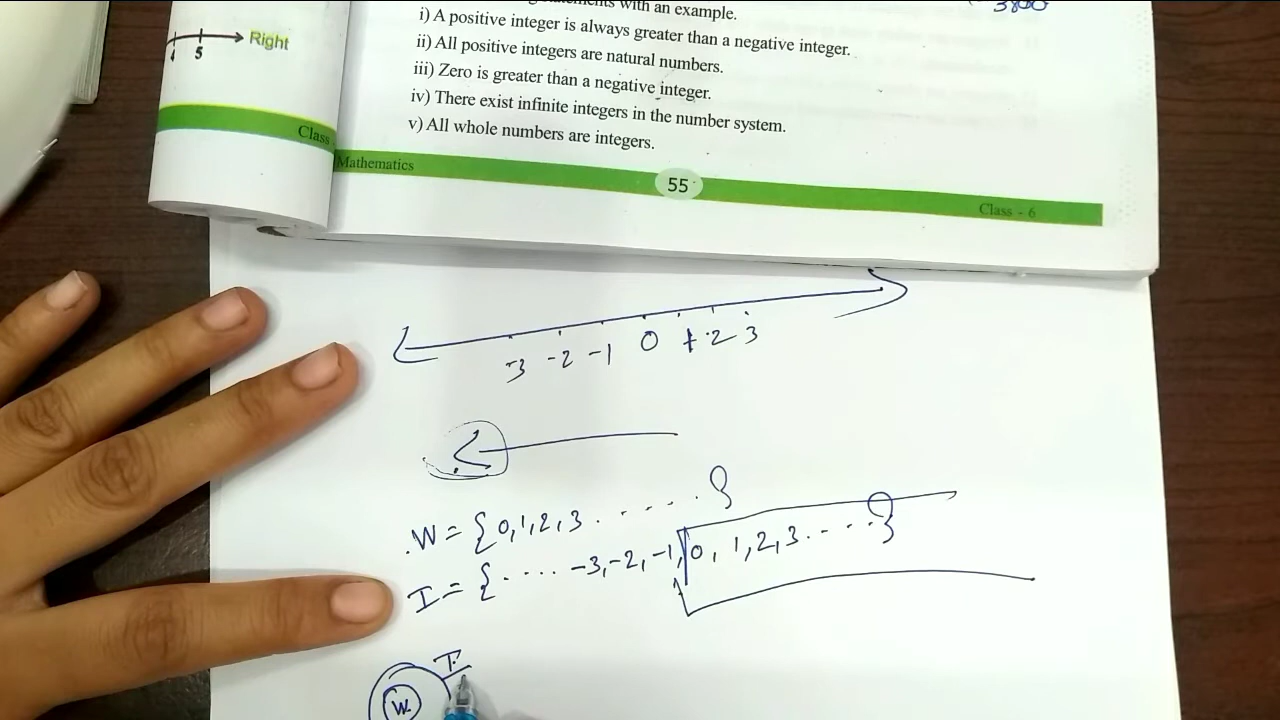 with an example.
3800
i) A positive integer is always greater than a negative integer.
ii) All positive integers are natural numbers.
iii) Zero is greater than a negative integer.
iv) There exist infinite integers in the number system.
v) All whole numbers are integers.
Right
4 5
Class
Mathematics
55
Class - 6
-3 -2 -1 0 1 2 3
W = {0,1,2,3.......}
I = {..... -3,-2,-1,0, 1,2,3.....}
I
W